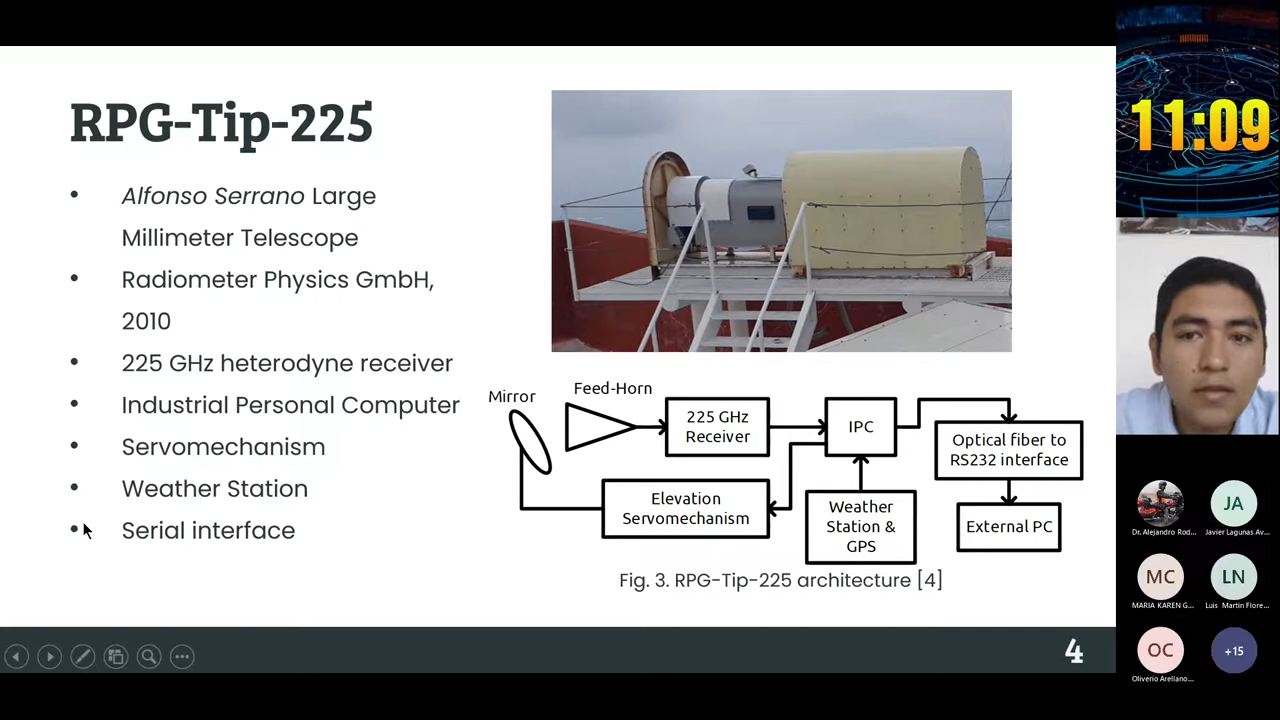 RPG-Tip-225
• Alfonso Serrano Large
Millimeter Telescope
• Radiometer Physics GmbH,
2010
• 225 GHz heterodyne receiver
• Industrial Personal Computer
• Servomechanism
• Weather Station
• Serial interface
Mirror
Feed-Horn
225 GHz
Receiver
IPC
Optical fiber to
RS232 interface
Elevation
Servomechanism
Weather
Station &
GPS
External PC
Fig. 3. RPG-Tip-225 architecture [4]
4
11:09
Dr. Alejandro Rod...
JA
Javier Lagunas Av...
MC
MARIA KAREN G...
LN
Luis Martin Flore...
OC
Oliverio Arellano...
+15